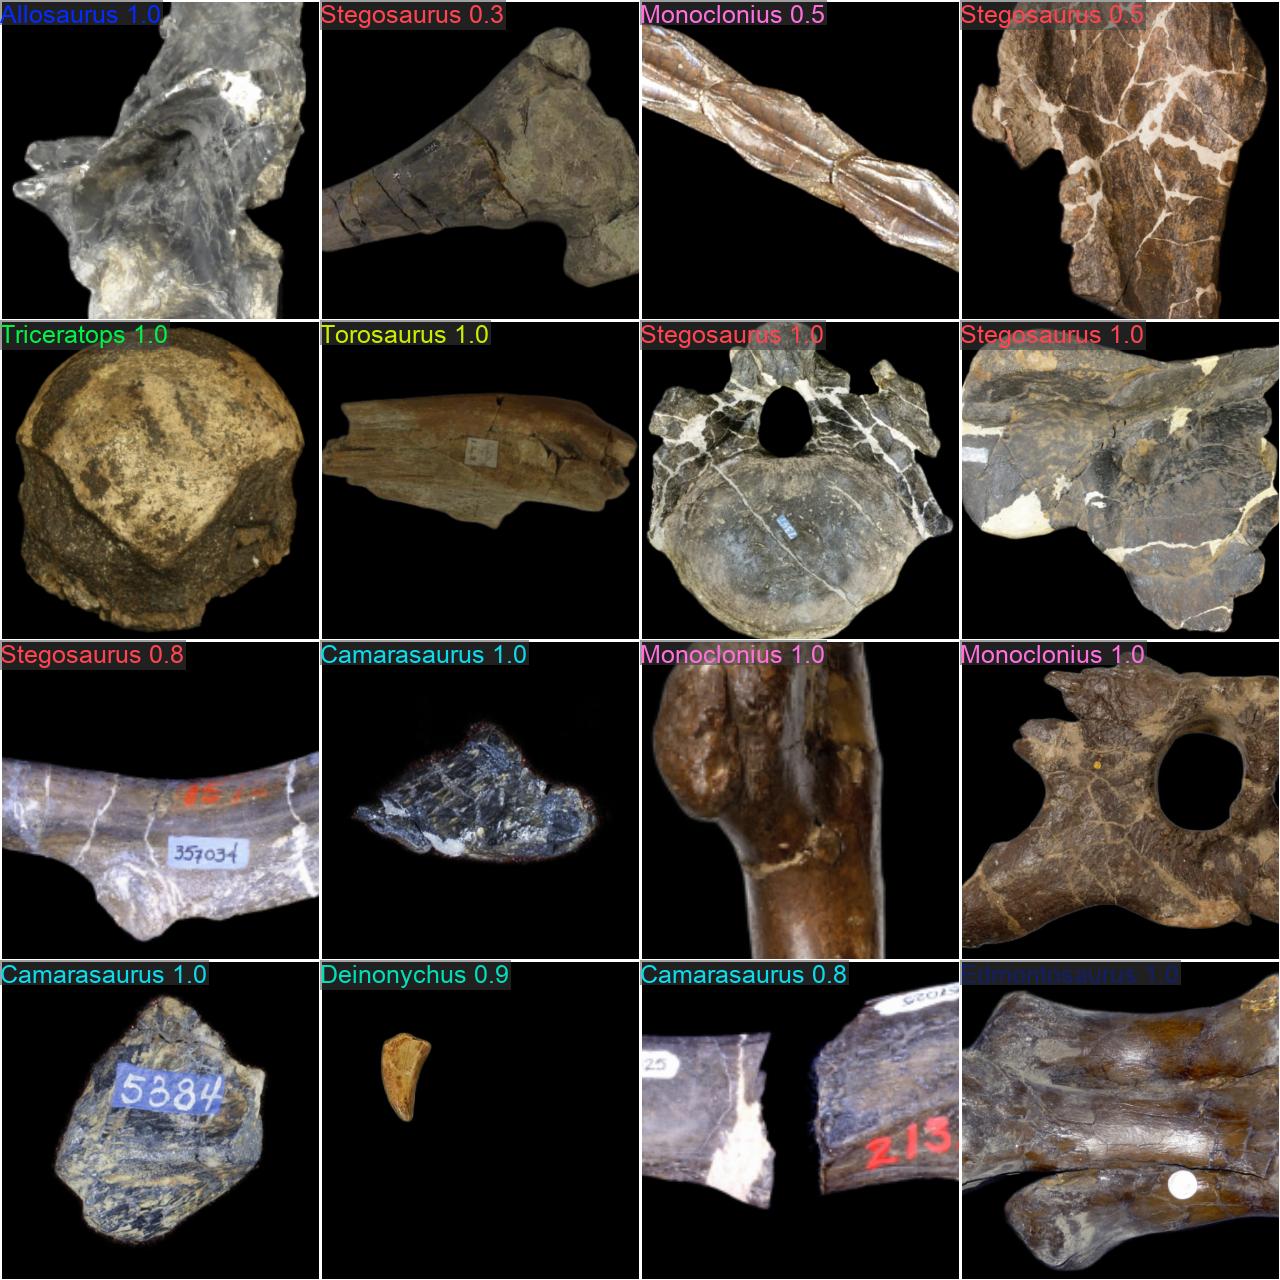 Allosaurus 1.0
Stegosaurus 0.3
Monoclonius 0.5
Stegosaurus 0.5
Triceratops 1.0
Torosaurus 1.0
Stegosaurus 1.0
Stegosaurus 1.0
Stegosaurus 0.8
Camarasaurus 1.0
Monoclonius 1.0
Monoclonius 1.0
357034
Camarasaurus 1.0
Deinonychus 0.9
Camarasaurus 0.8
Edmontosaurus 1.0
5384
25
213